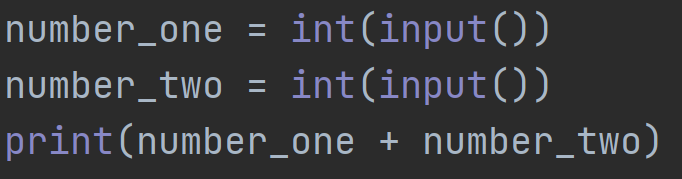 number_one = int(input())
number_two = int(input())
print(number_one + number_two)